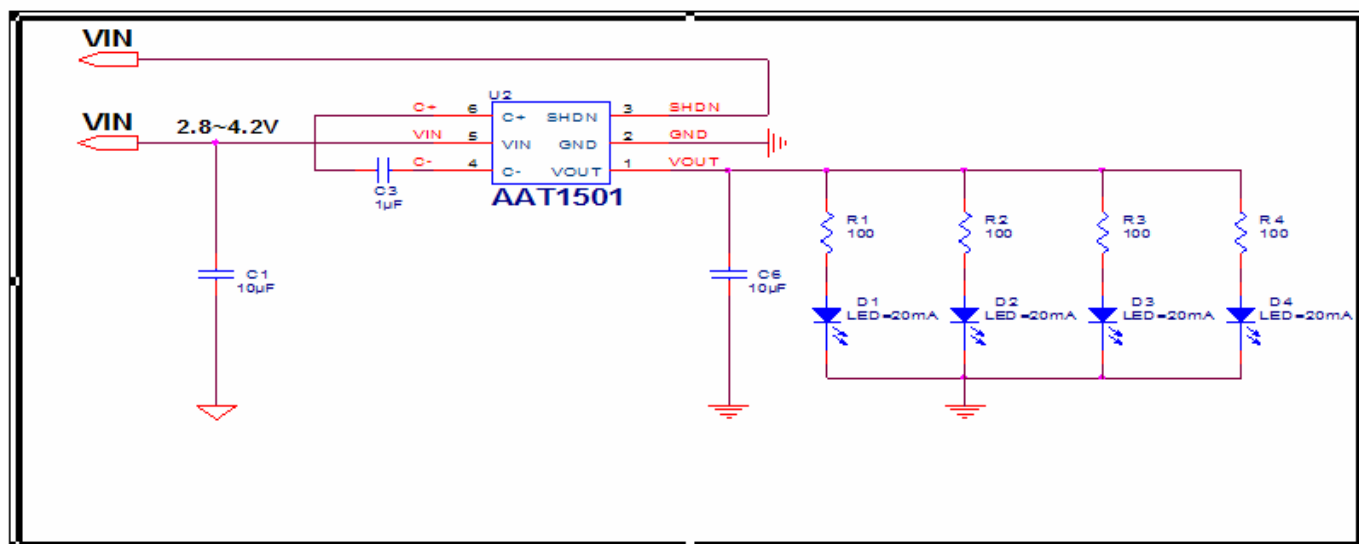 VIN
VIN
2.8~4.2V
U2
C+ 6 C+ SHDN 3 SHDN
VIN 5 VIN GND 2 GND
C- 4 C- VOUT 1 VOUT
AAT1501
C3
1µF
C1
10µF
C6
10µF
R1
100
R2
100
R3
100
R4
100
D1
LED=20mA
D2
LED=20mA
D3
LED=20mA
D4
LED=20mA